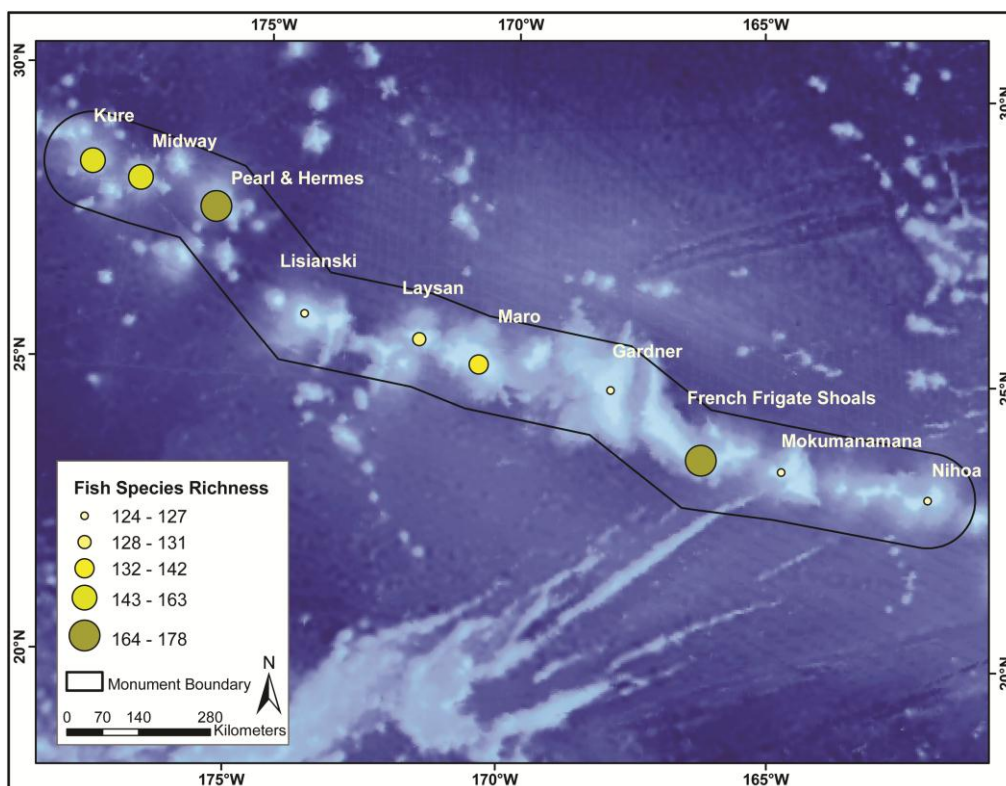 175°W
170°W
165°W
30°N
30°N
Kure
Midway
Pearl & Hermes
Lisianski
Laysan
Maro
Gardner
25°N
25°N
French Frigate Shoals
Mokumanamana
Nihoa
Fish Species Richness
124 - 127
128 - 131
132 - 142
143 - 163
164 - 178
Monument Boundary
N
0 70 140 280
Kilometers
20°N
20°N
175°W
170°W
165°W